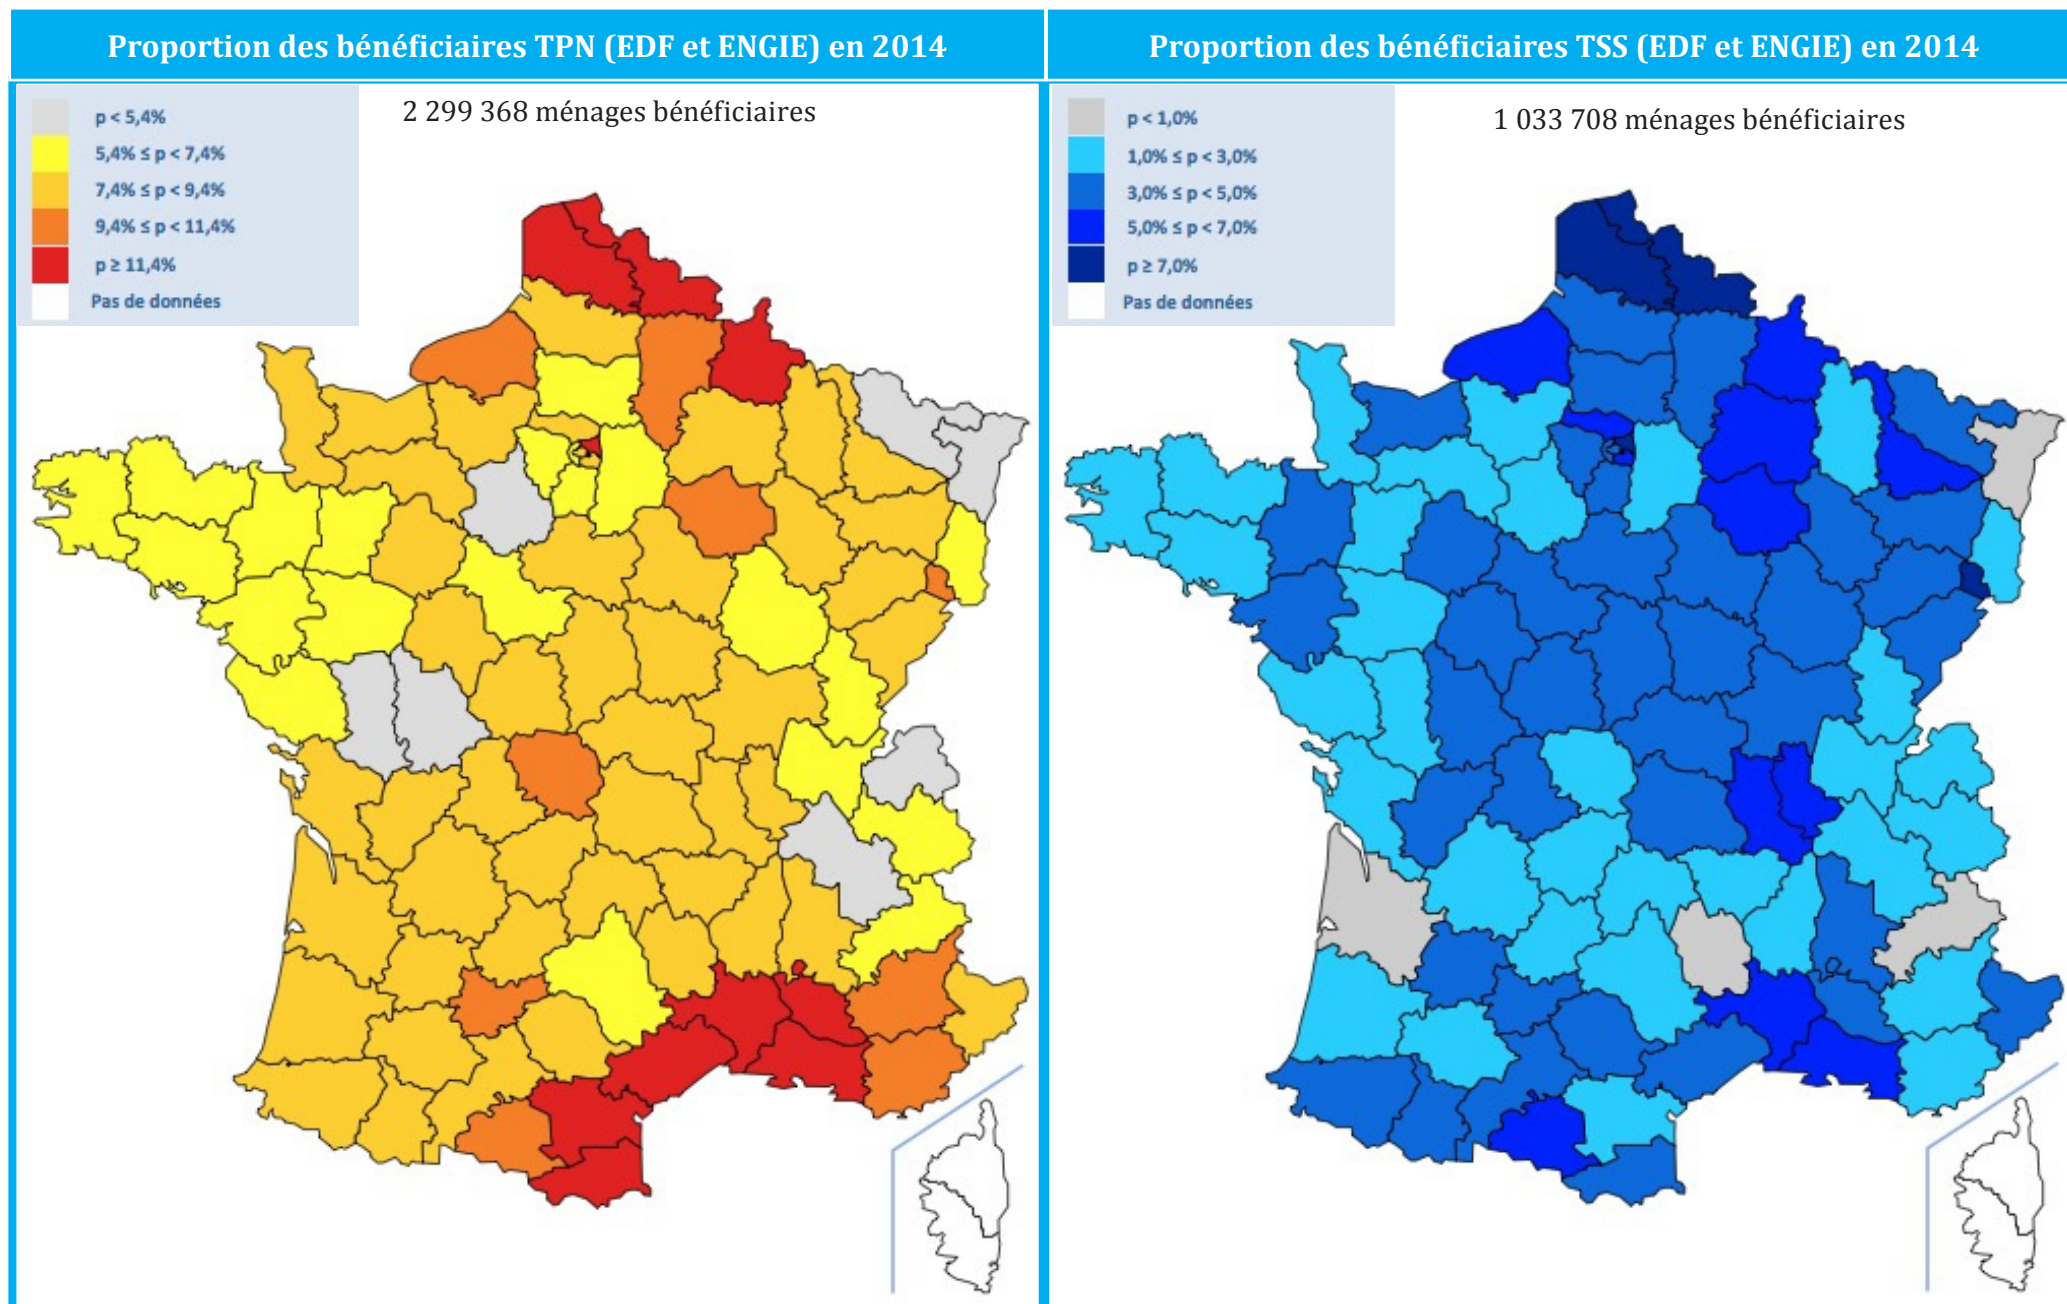 Proportion des bénéficiaires TPN (EDF et ENGIE) en 2014
p < 5,4%
5,4% ≤ p < 7,4%
7,4% ≤ p < 9,4%
9,4% ≤ p < 11,4%
p ≥ 11,4%
Pas de données
2 299 368 ménages bénéficiaires
Proportion des bénéficiaires TSS (EDF et ENGIE) en 2014
p < 1,0%
1,0% ≤ p < 3,0%
3,0% ≤ p < 5,0%
5,0% ≤ p < 7,0%
p ≥ 7,0%
Pas de données
1 033 708 ménages bénéficiaires